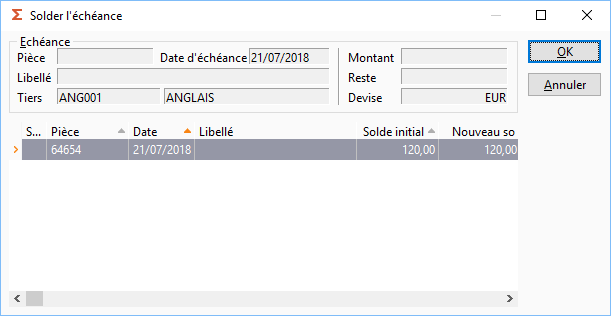 Solder l'échéance
Echéance
Pièce Date d'échéance 21/07/2018 Montant
Libellé Reste
Tiers ANG001 ANGLAIS Devise EUR
OK
Annuler
S... Pièce Date Libellé Solde initial Nouveau so
64654 21/07/2018 120,00 120,00